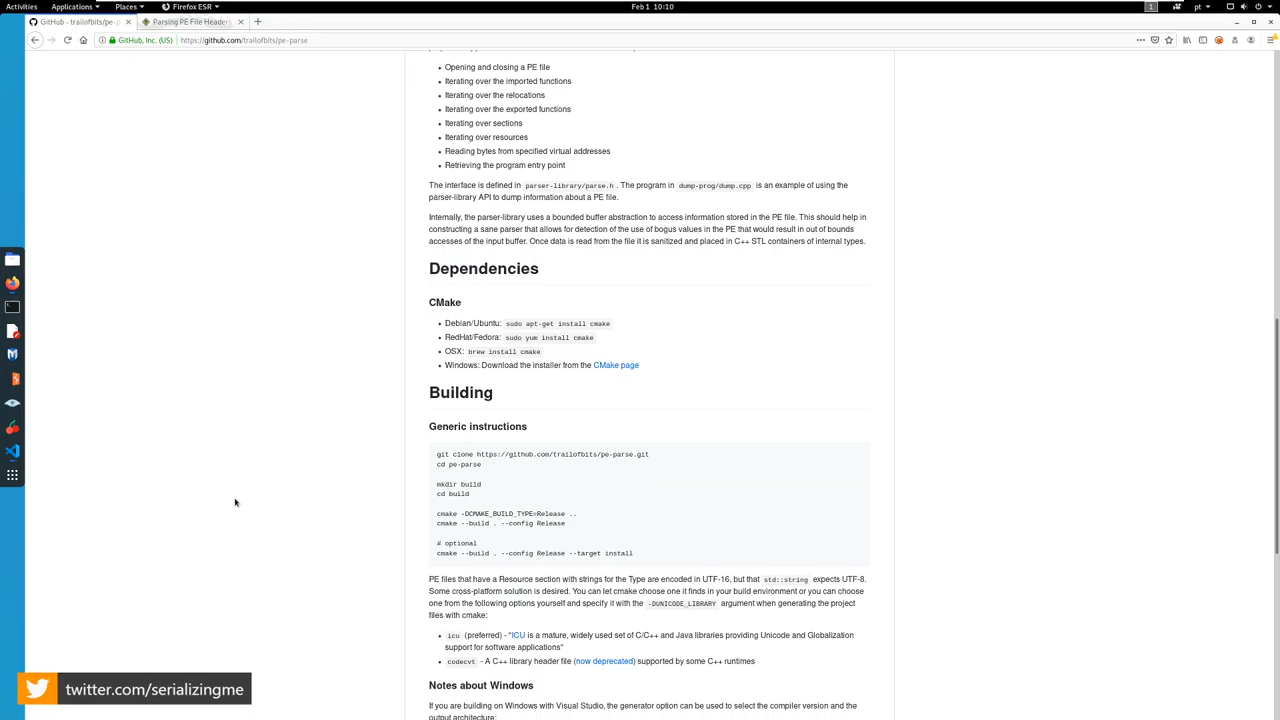 Activities Applications Places Firefox ESR Feb 1 10:10 1 pt
GitHub - trailofbits/pe-p Parsing PE File Headers
GitHub, Inc. (US) https://github.com/trailofbits/pe-parse
Opening and closing a PE file
Iterating over the imported functions
Iterating over the relocations
Iterating over the exported functions
Iterating over sections
Iterating over resources
Reading bytes from specified virtual addresses
Retrieving the program entry point
The interface is defined in parser-library/parse.h . The program in dump-prog/dump.cpp is an example of using the
parser-library API to dump information about a PE file.
Internally, the parser-library uses a bounded buffer abstraction to access information stored in the PE file. This should help in
constructing a sane parser that allows for detection of the use of bogus values in the PE that would result in out of bounds
accesses of the input buffer. Once data is read from the file it is sanitized and placed in C++ STL containers of internal types.
Dependencies
CMake
Debian/Ubuntu: sudo apt-get install cmake
RedHat/Fedora: sudo yum install cmake
OSX: brew install cmake
Windows: Download the installer from the CMake page
Building
Generic instructions
git clone https://github.com/trailofbits/pe-parse.git
cd pe-parse
mkdir build
cd build
cmake -DCMAKE_BUILD_TYPE=Release ..
cmake --build . --config Release
# optional
cmake --build . --config Release --target install
PE files that have a Resource section with strings for the Type are encoded in UTF-16, but that std::string expects UTF-8.
Some cross-platform solution is desired. You can let cmake choose one it finds in your build environment or you can choose
one from the following options yourself and specify it with the -DUNICODE_LIBRARY argument when generating the project
files with cmake:
icu (preferred) - "ICU is a mature, widely used set of C/C++ and Java libraries providing Unicode and Globalization
support for software applications"
codecvt - A C++ library header file (now deprecated) supported by some C++ runtimes
Notes about Windows
If you are building on Windows with Visual Studio, the generator option can be used to select the compiler version and the
output architecture:
twitter.com/serializingme